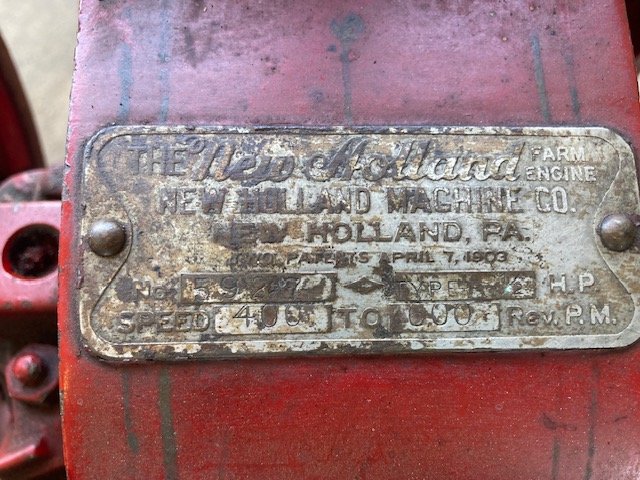 THE New Holland FARM ENGINE
NEW HOLLAND MACHINE CO.
NEW HOLLAND, PA.
PATENTS APRIL 7, 1903
No. TYPE H.P.
SPEED 400 TO Rev. P.M.